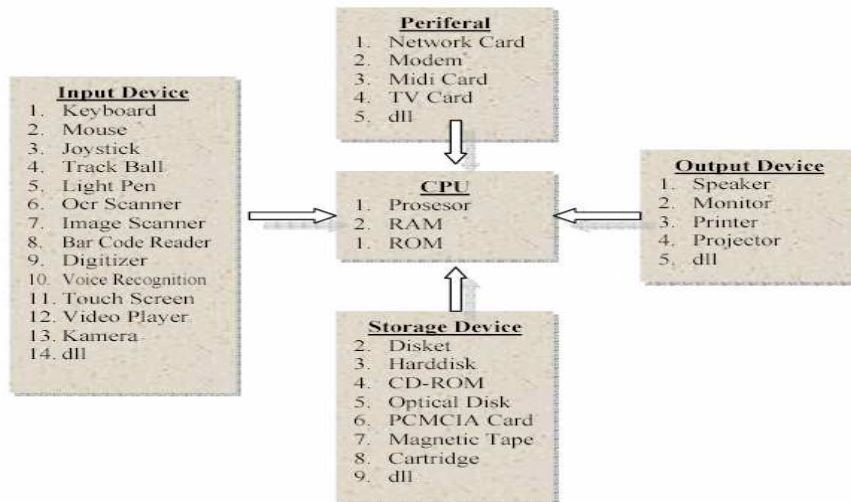 Periferal
1. Network Card
2. Modem
3. Midi Card
4. TV Card
5. dll
Input Device
1. Keyboard
2. Mouse
3. Joystick
4. Track Ball
5. Light Pen
6. Ocr Scanner
7. Image Scanner
8. Bar Code Reader
9. Digitizer
10. Voice Recognition
11. Touch Screen
12. Video Player
13. Kamera
14. dll
CPU
1. Prosesor
2. RAM
1. ROM
Output Device
1. Speaker
2. Monitor
3. Printer
4. Projector
5. dll
Storage Device
2. Disket
3. Harddisk
4. CD-ROM
5. Optical Disk
6. PCMCIA Card
7. Magnetic Tape
8. Cartridge
9. dll